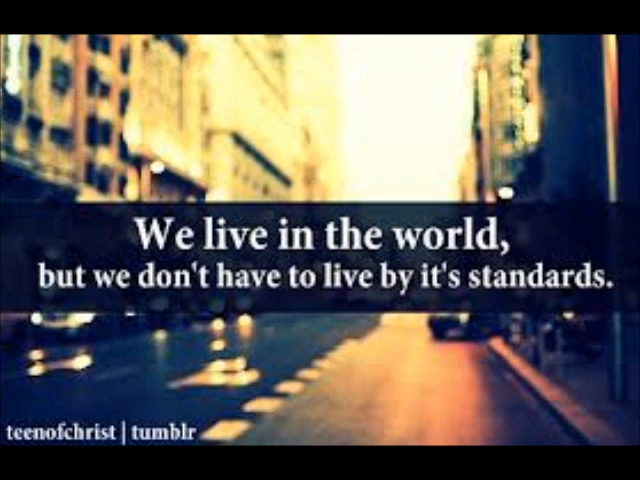 We live in the world,
but we don't have to live by it's standards.
teenofchrist | tumblr